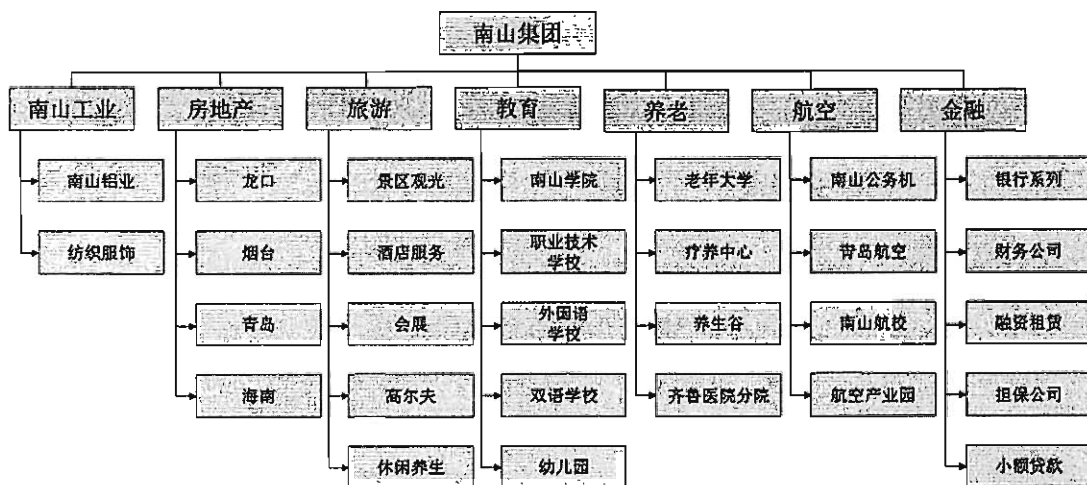 南山集团
南山工业
房地产
旅游
教育
养老
航空
金融
南山铝业
龙口
景区观光
南山学院
老年大学
南山公务机
银行系列
纺织服饰
烟台
酒店服务
职业技术
学校
疗养中心
青岛航空
财务公司
青岛
会展
外国语
学校
养生谷
南山航校
融资租赁
海南
高尔夫
双语学校
齐鲁医院分院
航空产业园
担保公司
休闲养生
幼儿园
小额贷款